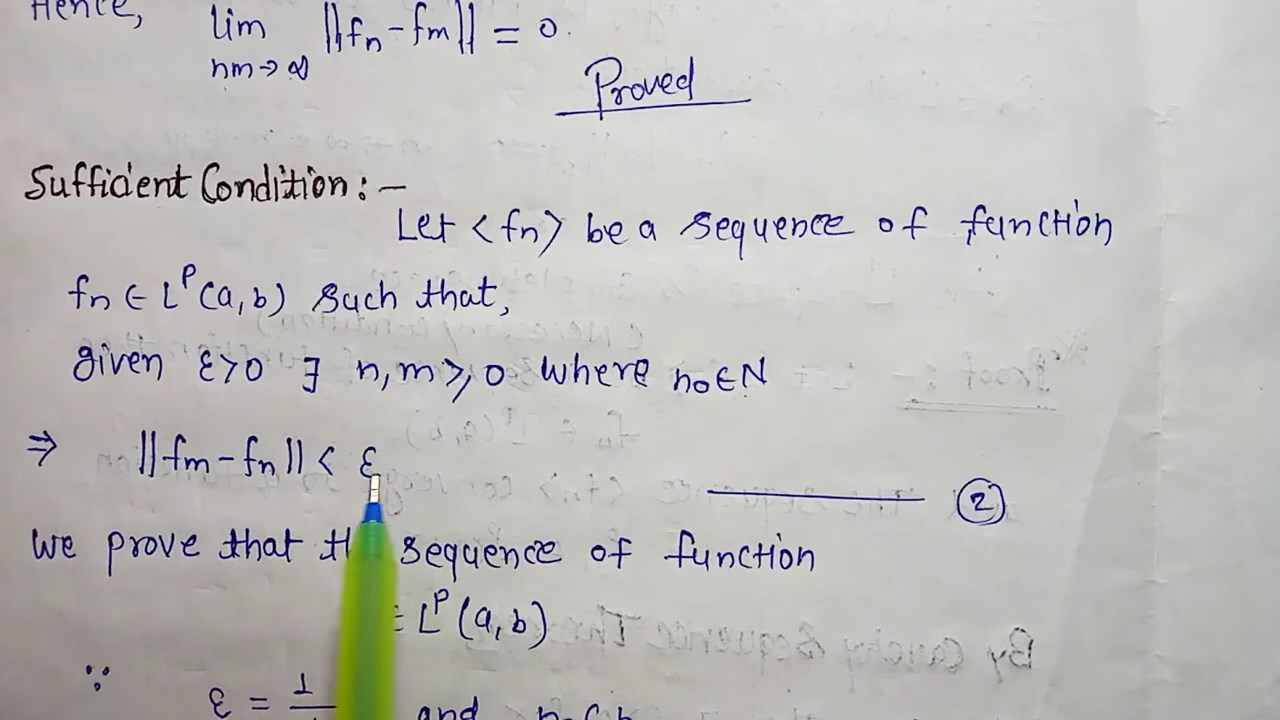 Hence, lim ||fn - fm|| = 0.
nm→∞
Proved
Sufficient Condition : –
Let <fn> be a sequence of function
fn ∈ L^P(a,b) such that,
given ε>0 ∃ n,m ≥, 0 where n₀∈N
⇒ ||fm - fn|| < ε ——— ②
we prove that sequence of function
∈ L^P(a,b)
∵ ε = 1 and